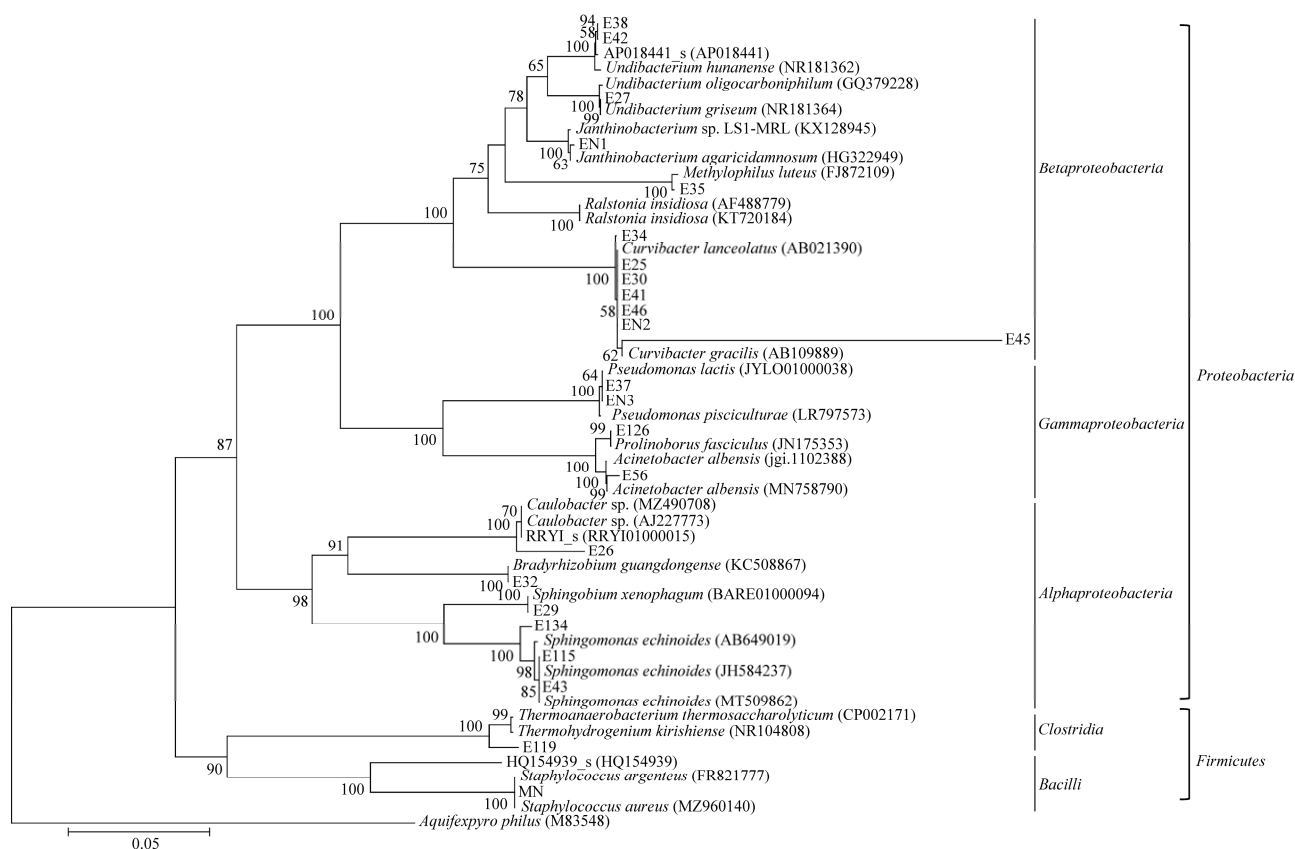 94 E38
58 E42
100 AP018441_s (AP018441)
Undibacterium hunanense (NR181362)
65
Undibacterium oligocarboniphilum (GQ379228)
78
E27
100 Undibacterium griseum (NR181364)
99
Janthinobacterium sp. LS1-MRL (KX128945)
EN1
100 Janthinobacterium agaricidamnosum (HG322949)
63
75
Methylophilus luteus (FJ872109)
100 E35
Ralstonia insidiosa (AF488779)
100 Ralstonia insidiosa (KT720184)
100
E34
Curvibacter lanceolatus (AB021390)
E25
100 E30
E41
58 E46
EN2
E45
62 Curvibacter gracilis (AB109889)
Betaproteobacteria
100
Pseudomonas lactis (JYLO01000038)
64
E37
100
EN3
Pseudomonas pisciculturae (LR797573)
100
99 E126
Prolinoborus fasciculus (JN175353)
Acinetobacter albensis (jgi.1102388)
100
E56
100
99 Acinetobacter albensis (MN758790)
Gammaproteobacteria
Proteobacteria
87
Caulobacter sp. (MZ490708)
70
Caulobacter sp. (AJ227773)
100
RRYI_s (RRYI01000015)
E26
91
Bradyrhizobium guangdongense (KC508867)
100 E32
98
100 Sphingobium xenophagum (BARE01000094)
E29
100
E134
Sphingomonas echinoides (AB649019)
100 E115
98 Sphingomonas echinoides (JH584237)
85 E43
Sphingomonas echinoides (MT509862)
Alphaproteobacteria
99 Thermoanaerobacterium thermosaccharolyticum (CP002171)
100
Thermohydrogenium kirishiense (NR104808)
E119
Clostridia
90
HQ154939_s (HQ154939)
Staphylococcus argenteus (FR821777)
100
MN
100 Staphylococcus aureus (MZ960140)
Bacilli
Firmicutes
Aquifexpyro philus (M83548)
0.05